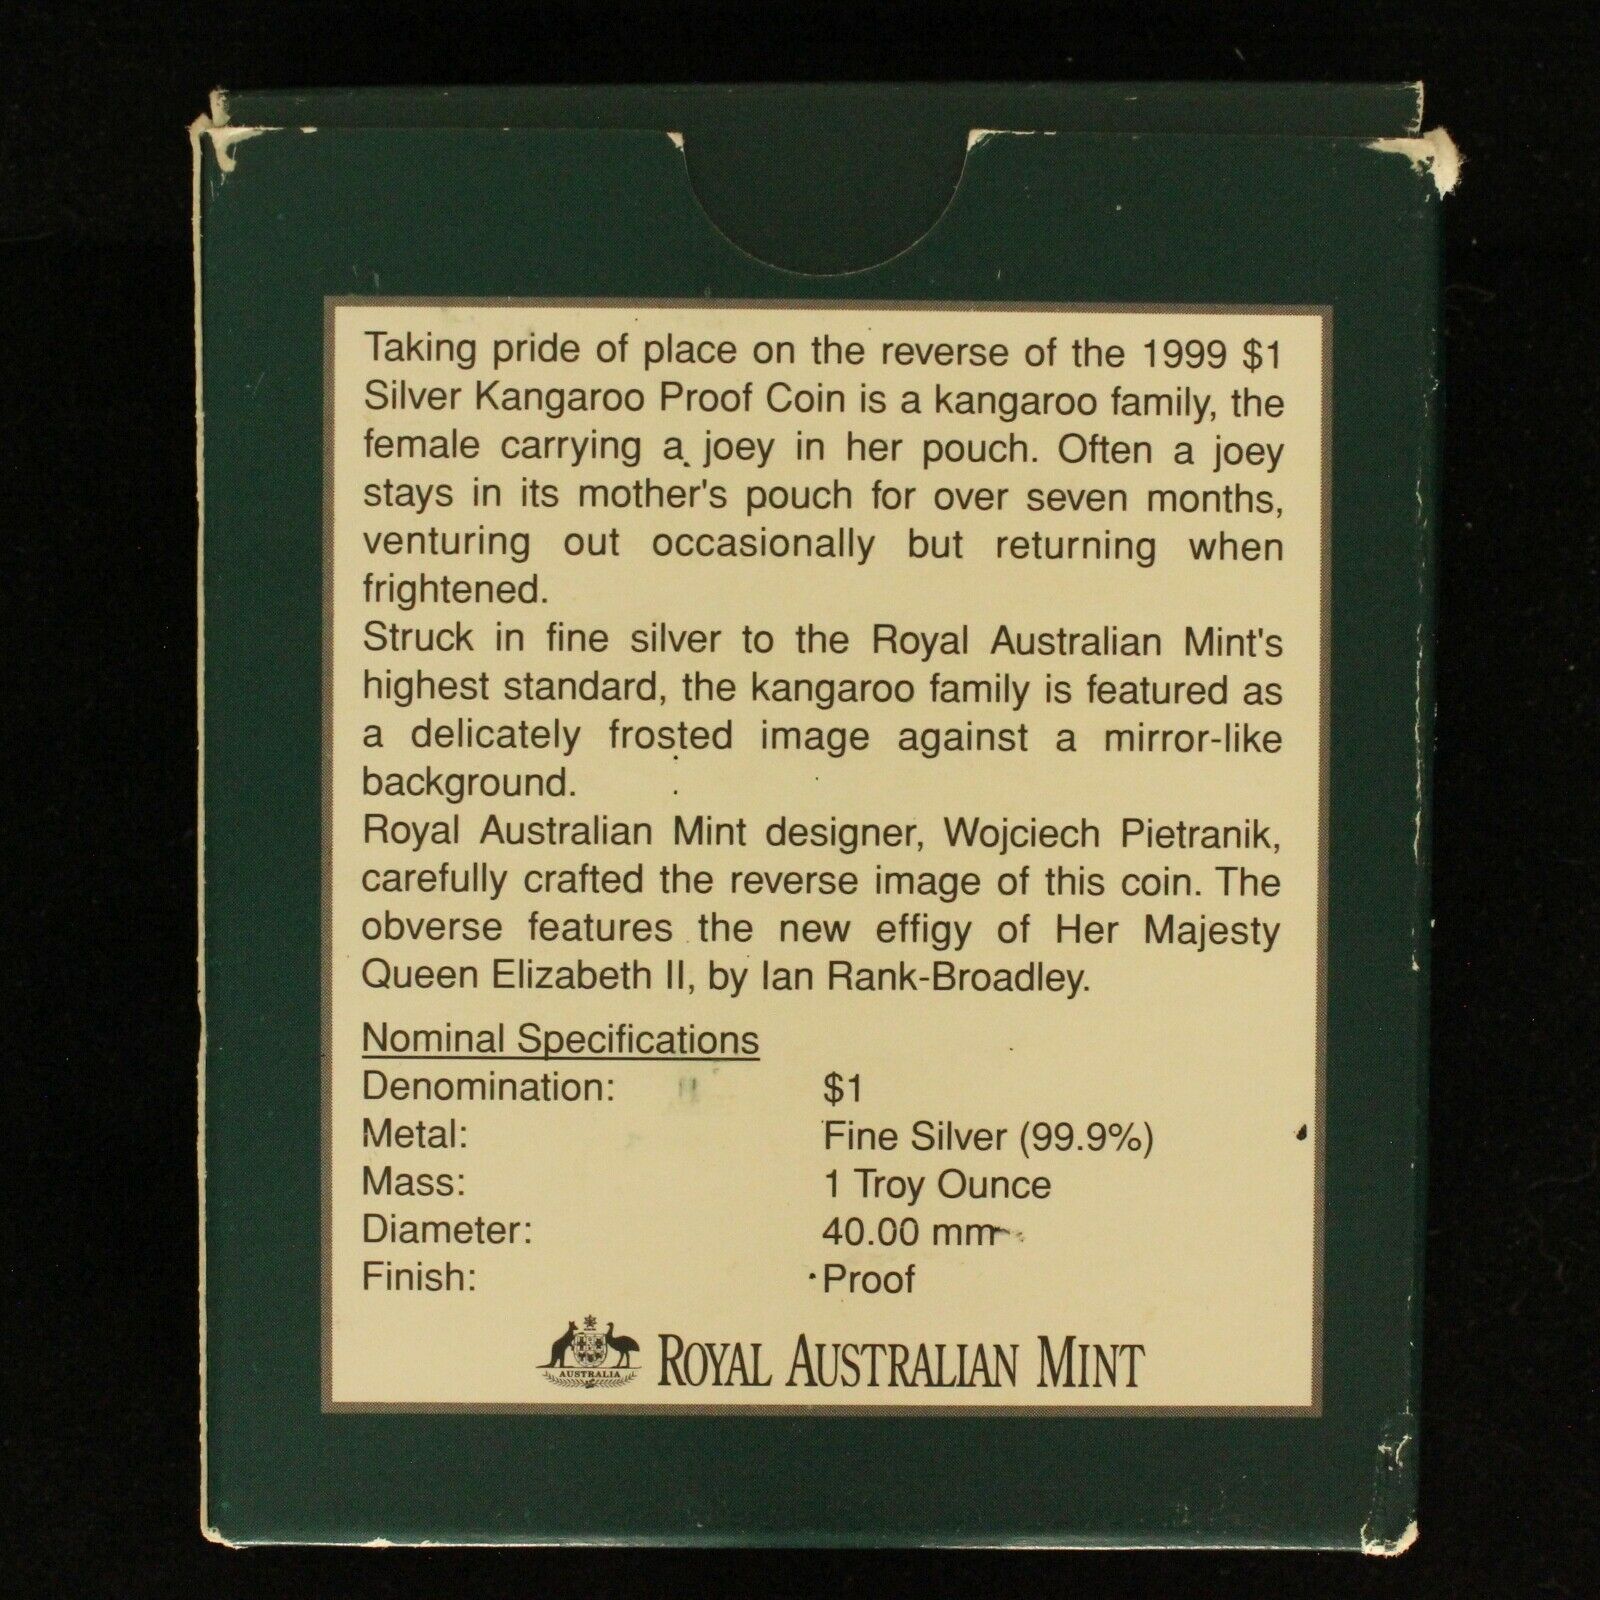 Taking pride of place on the reverse of the 1999 $1
Silver Kangaroo Proof Coin is a kangaroo family, the
female carrying a joey in her pouch. Often a joey
stays in its mother's pouch for over seven months,
venturing out occasionally but returning when
frightened.
Struck in fine silver to the Royal Australian Mint's
highest standard, the kangaroo family is featured as
a delicately frosted image against a mirror-like
background.
Royal Australian Mint designer, Wojciech Pietranik,
carefully crafted the reverse image of this coin. The
obverse features the new effigy of Her Majesty
Queen Elizabeth II, by Ian Rank-Broadley.
Nominal Specifications
Denomination: $1
Metal: Fine Silver (99.9%)
Mass: 1 Troy Ounce
Diameter: 40.00 mm
Finish: Proof
AUSTRALIA
ROYAL AUSTRALIAN MINT